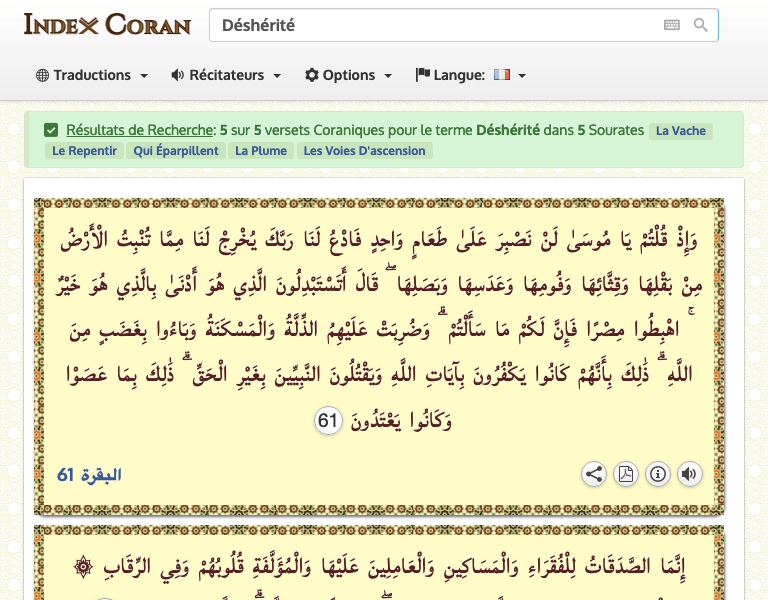 INDEX CORAN
Déshérité
Traductions Récitateurs Options Langue:
Résultats de Recherche: 5 sur 5 versets Coraniques pour le terme Déshérité dans 5 Sourates La Vache
Le Repentir Qui Éparpillent La Plume Les Voies D'ascension
وَإِذْ قُلْتُمْ يَا مُوسَىٰ لَنْ نَصْبِرَ عَلَىٰ طَعَامٍ وَاحِدٍ فَادْعُ لَنَا رَبَّكَ يُخْرِجْ لَنَا مِمَّا تُنْبِتُ الْأَرْضُ
مِنْ بَقْلِهَا وَقِثَّائِهَا وَفُومِهَا وَعَدَسِهَا وَبَصَلِهَا ۖ قَالَ أَتَسْتَبْدِلُونَ الَّذِي هُوَ أَدْنَىٰ بِالَّذِي هُوَ خَيْرٌ
ۚ اهْبِطُوا مِصْرًا فَإِنَّ لَكُمْ مَا سَأَلْتُمْ ۗ وَضُرِبَتْ عَلَيْهِمُ الذِّلَّةُ وَالْمَسْكَنَةُ وَبَاءُوا بِغَضَبٍ مِنَ
اللَّهِ ۗ ذَٰلِكَ بِأَنَّهُمْ كَانُوا يَكْفُرُونَ بِآيَاتِ اللَّهِ وَيَقْتُلُونَ النَّبِيِّينَ بِغَيْرِ الْحَقِّ ۗ ذَٰلِكَ بِمَا عَصَوْا
وَكَانُوا يَعْتَدُونَ 61
البقرة 61
۞ إِنَّمَا الصَّدَقَاتُ لِلْفُقَرَاءِ وَالْمَسَاكِينِ وَالْعَامِلِينَ عَلَيْهَا وَالْمُؤَلَّفَةِ قُلُوبُهُمْ وَفِي الرِّقَابِ